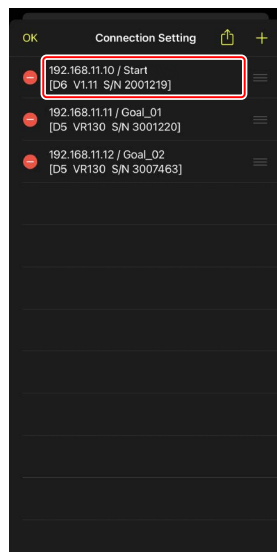 OK Connection Setting +
192.168.11.10 / Start
[D6 V1.11 S/N 2001219]
192.168.11.11 / Goal_01
[D5 VR130 S/N 3001220]
192.168.11.12 / Goal_02
[D5 VR130 S/N 3007463]